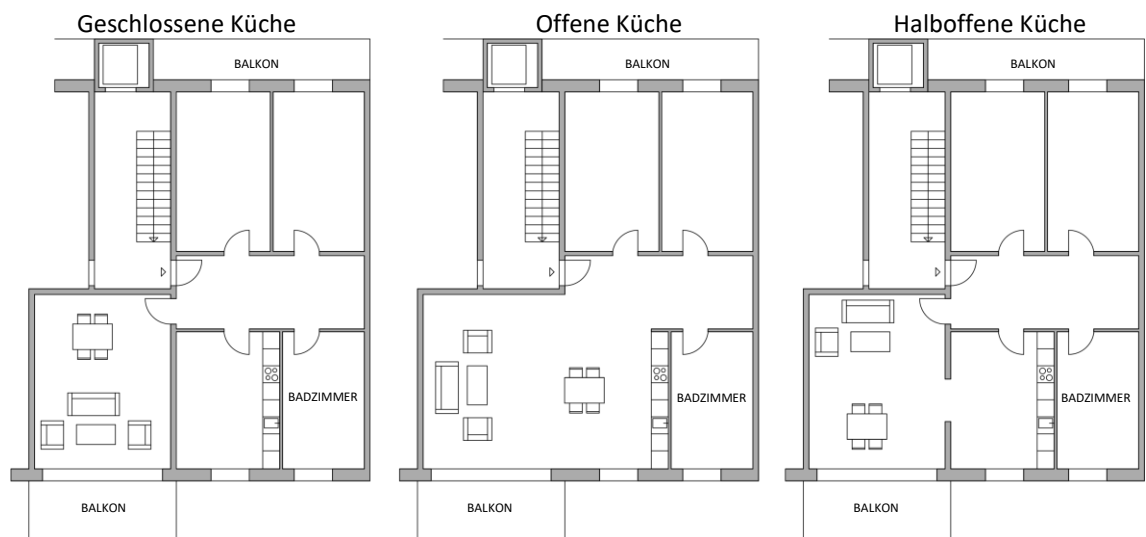 Geschlossene Küche
Offene Küche
Halboffene Küche
BALKON
BALKON
BALKON
BADZIMMER
BADZIMMER
BADZIMMER
BALKON
BALKON
BALKON